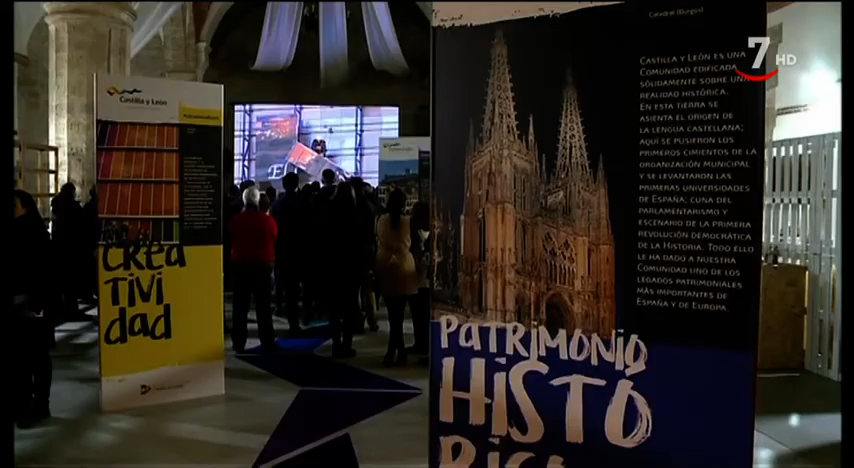 Catedral (Burgos)
7 HD
Castilla y León es una
Comunidad edificada
sólidamente sobre una
realidad histórica.
En esta tierra se
asienta el origen de
la lengua castellana;
aquí se pusieron los
primeros cimientos de la
organización municipal
y se levantaron las
primeras universidades
de España, cuna del
parlamentarismo y
escenario de la primera
revolución democrática
de la Historia. Todo ello
le ha dado a nuestra
Comunidad uno de los
legados patrimoniales
más importantes de
España y de Europa.
Patrimonio
Histó
Rico
Castilla y León
Crea
Tivi
dad